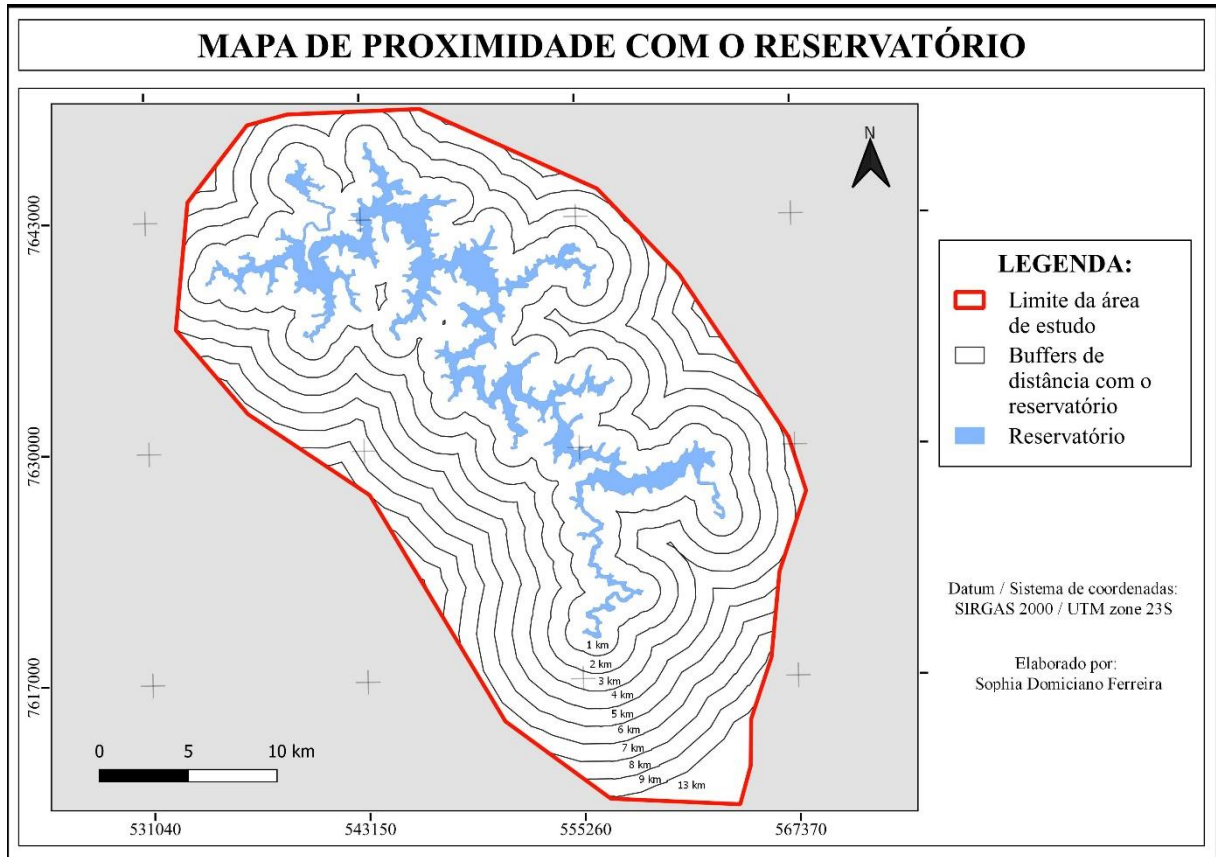 MAPA DE PROXIMIDADE COM O RESERVATÓRIO
N
7643000
7630000
7617000
1 km
2 km
3 km
4 km
5 km
6 km
7 km
8 km
9 km
13 km
0 5 10 km
531040 543150 555260 567370
LEGENDA:
Limite da área
de estudo
Buffers de
distância com o
reservatório
Reservatório
Datum / Sistema de coordenadas:
SIRGAS 2000 / UTM zone 23S
Elaborado por:
Sophia Domiciano Ferreira